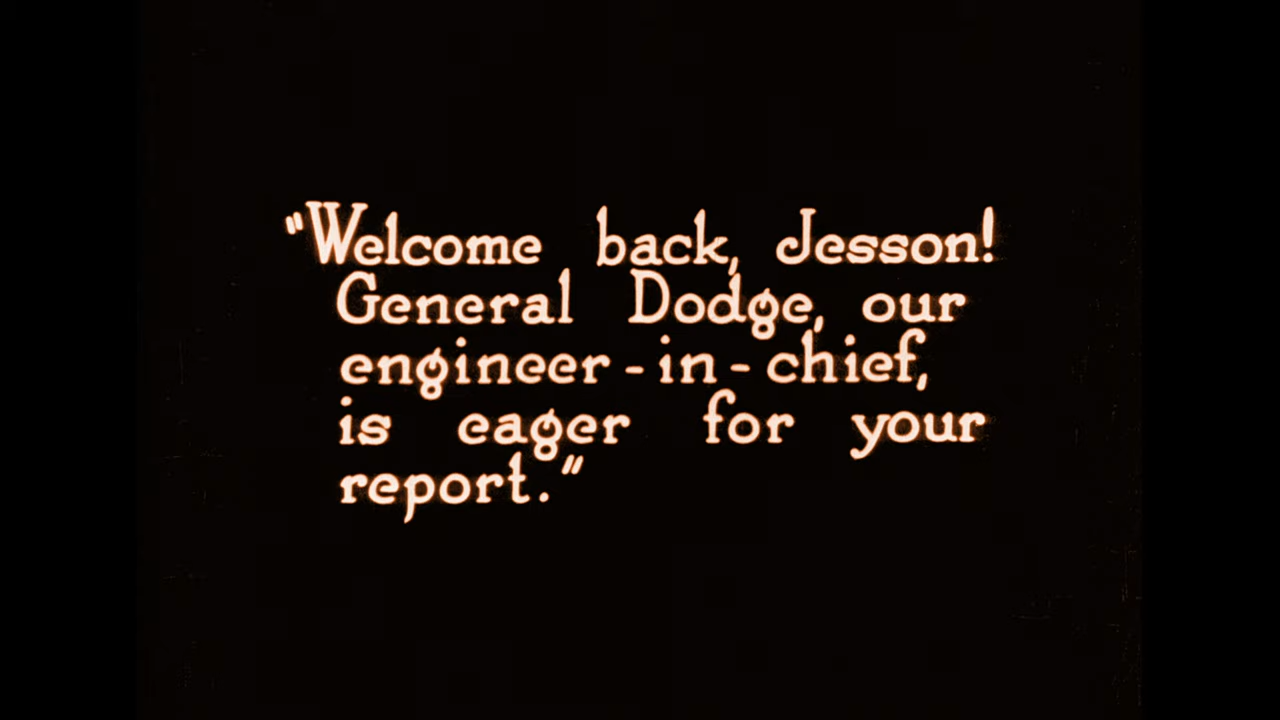 "Welcome back, Jesson!
General Dodge, our
engineer-in-chief,
is eager for your
report."